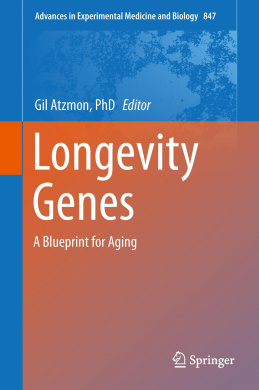 Advances in Experimental Medicine and Biology 847
Gil Atzmon, PhD Editor
Longevity
Genes
A Blueprint for Aging
Springer